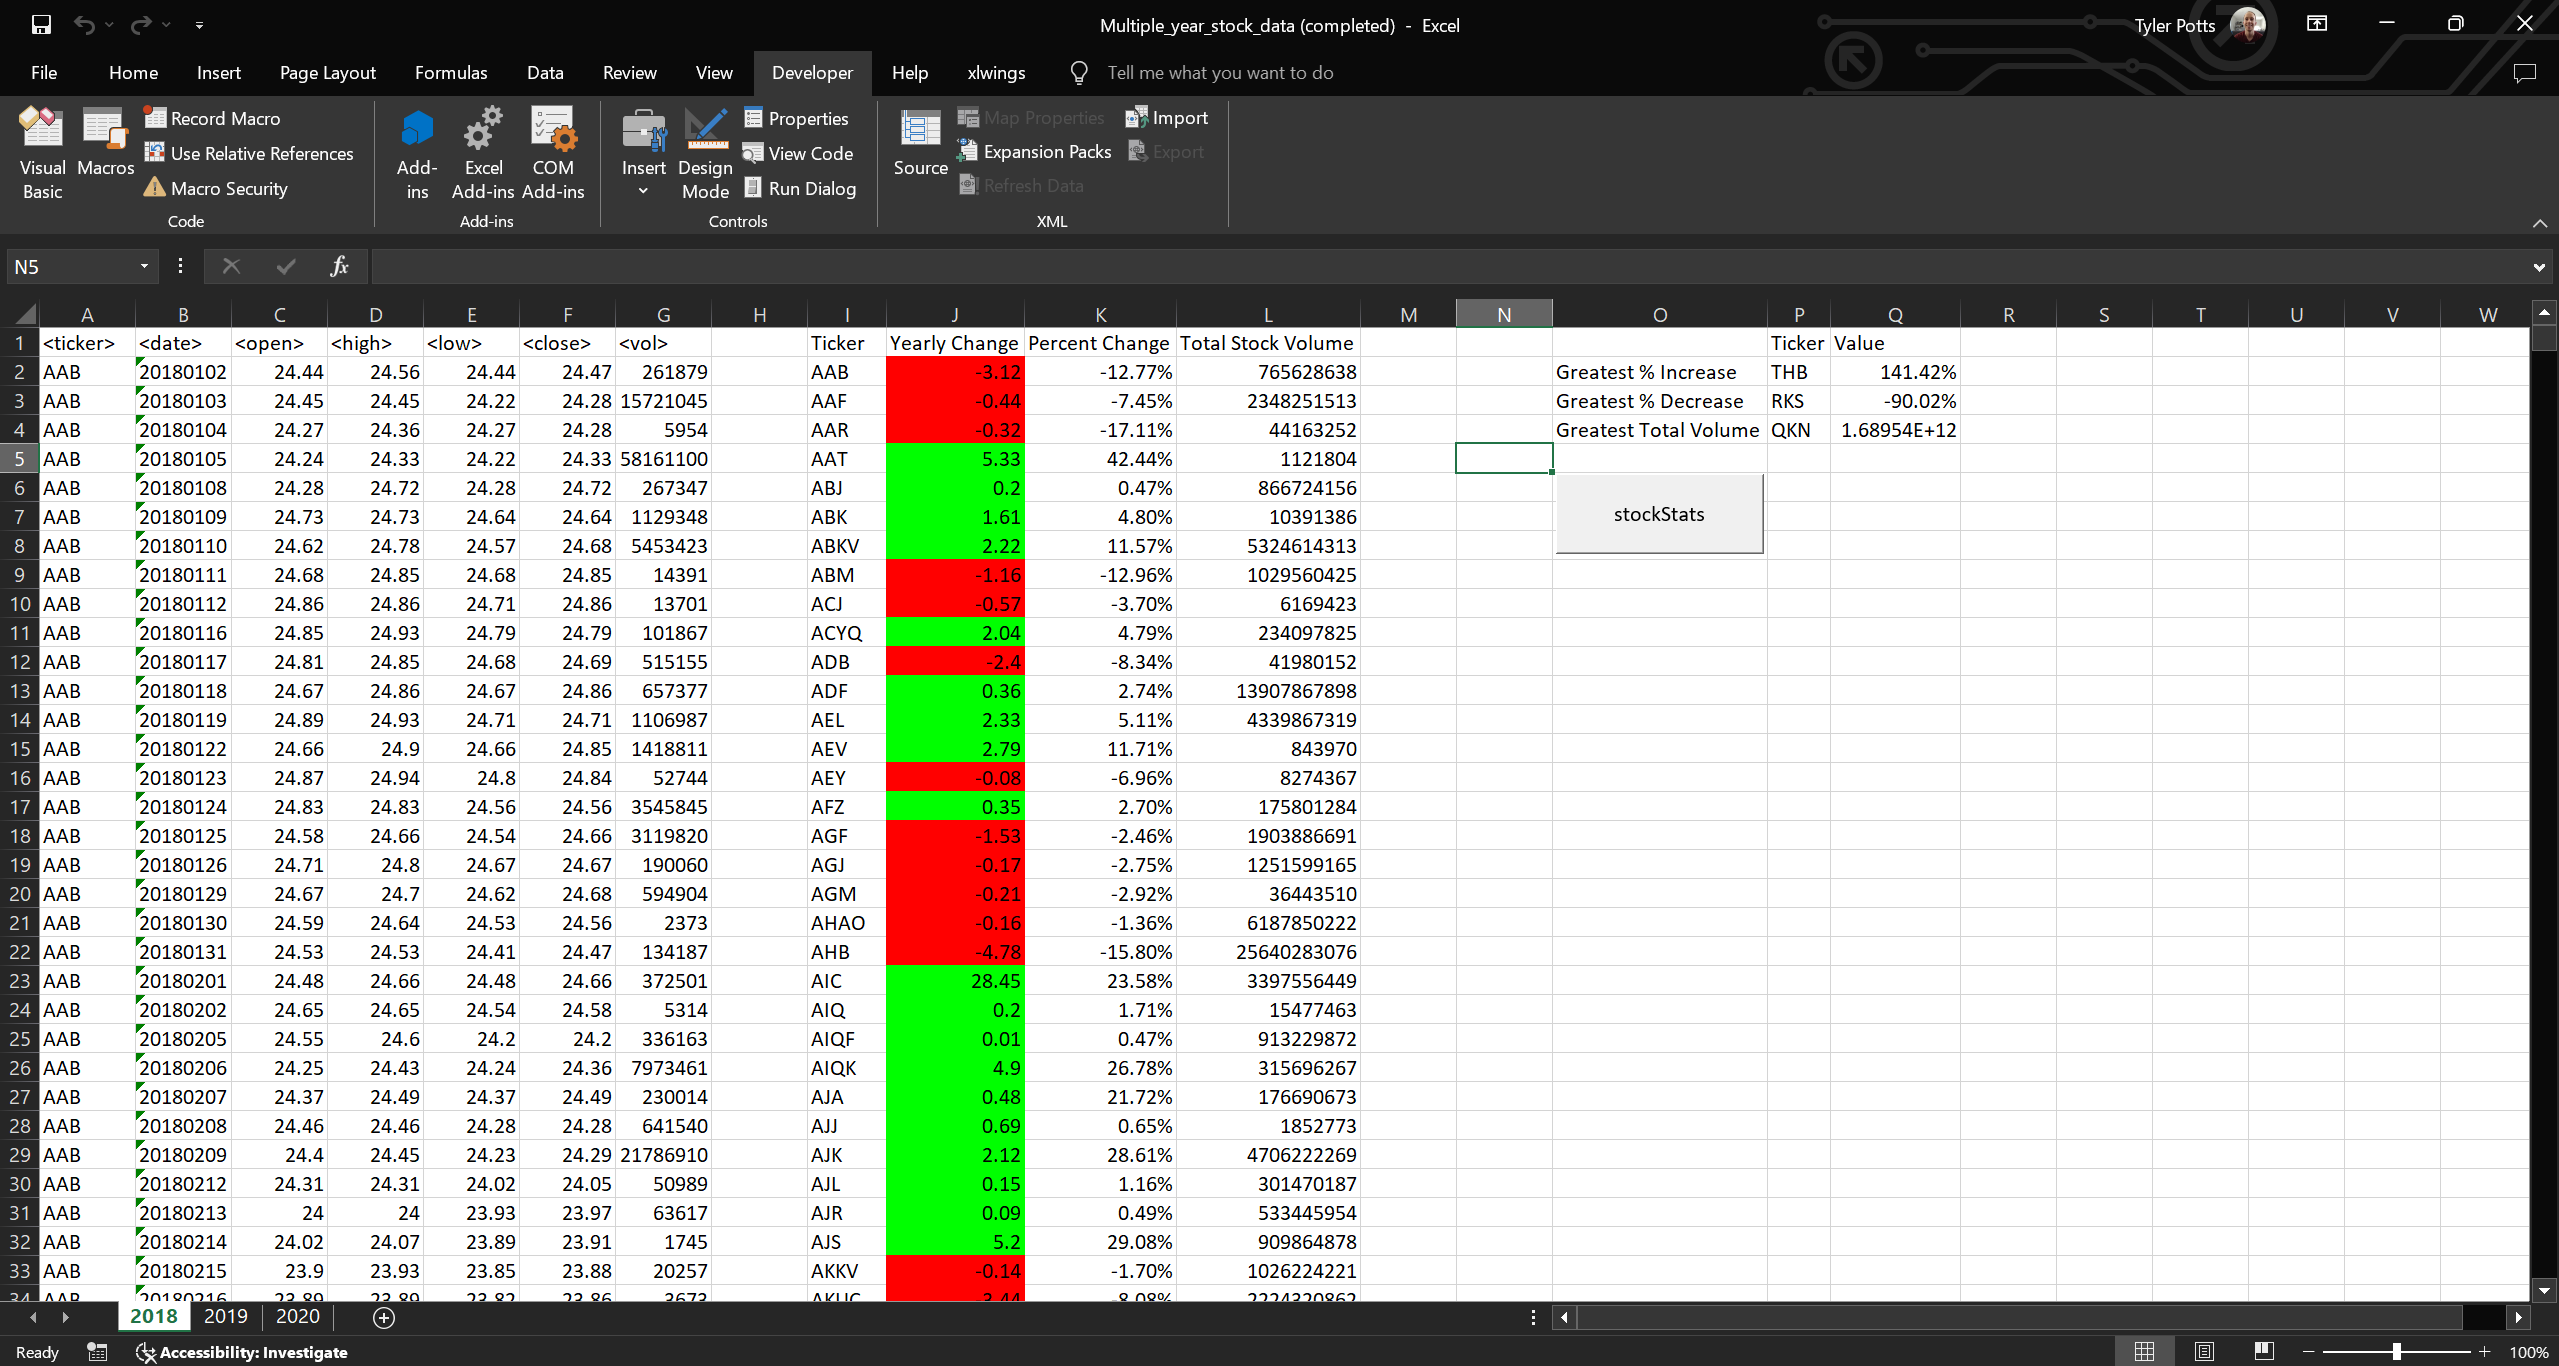 Multiple_year_stock_data (completed) - Excel
Tyler Potts
File Home Insert Page Layout Formulas Data Review View Developer Help xlwings Tell me what you want to do
Visual Basic
Macros
Record Macro
Use Relative References
Macro Security
Code
Add-ins
Excel Add-ins
COM Add-ins
Add-ins
Insert
Design Mode
Properties
View Code
Run Dialog
Controls
Source
Map Properties
Expansion Packs
Refresh Data
Import
Export
XML
N5 fx
A B C D E F G H I J K L M N O P Q R S T U V W
1 <ticker> <date> <open> <high> <low> <close> <vol> Ticker Yearly Change Percent Change Total Stock Volume Ticker Value
2 AAB 20180102 24.44 24.56 24.44 24.47 261879 AAB -3.12 -12.77% 765628638 Greatest % Increase THB 141.42%
3 AAB 20180103 24.45 24.45 24.22 24.28 15721045 AAF -0.44 -7.45% 2348251513 Greatest % Decrease RKS -90.02%
4 AAB 20180104 24.27 24.36 24.27 24.28 5954 AAR -0.32 -17.11% 44163252 Greatest Total Volume QKN 1.68954E+12
5 AAB 20180105 24.24 24.33 24.22 24.33 58161100 AAT 5.33 42.44% 1121804
6 AAB 20180108 24.28 24.72 24.28 24.72 267347 ABJ 0.2 0.47% 866724156
7 AAB 20180109 24.73 24.73 24.64 24.64 1129348 ABK 1.61 4.80% 10391386 stockStats
8 AAB 20180110 24.62 24.78 24.57 24.68 5453423 ABKV 2.22 11.57% 5324614313
9 AAB 20180111 24.68 24.85 24.68 24.85 14391 ABM -1.16 -12.96% 1029560425
10 AAB 20180112 24.86 24.86 24.71 24.86 13701 ACJ -0.57 -3.70% 6169423
11 AAB 20180116 24.85 24.93 24.79 24.79 101867 ACYQ 2.04 4.79% 234097825
12 AAB 20180117 24.81 24.85 24.68 24.69 515155 ADB -2.4 -8.34% 41980152
13 AAB 20180118 24.67 24.86 24.67 24.86 657377 ADF 0.36 2.74% 13907867898
14 AAB 20180119 24.89 24.93 24.71 24.71 1106987 AEL 2.33 5.11% 4339867319
15 AAB 20180122 24.66 24.9 24.66 24.85 1418811 AEV 2.79 11.71% 843970
16 AAB 20180123 24.87 24.94 24.8 24.84 52744 AEY -0.08 -6.96% 8274367
17 AAB 20180124 24.83 24.83 24.56 24.56 3545845 AFZ 0.35 2.70% 175801284
18 AAB 20180125 24.58 24.66 24.54 24.66 3119820 AGF -1.53 -2.46% 1903886691
19 AAB 20180126 24.71 24.8 24.67 24.67 190060 AGJ -0.17 -2.75% 1251599165
20 AAB 20180129 24.67 24.7 24.62 24.68 594904 AGM -0.21 -2.92% 36443510
21 AAB 20180130 24.59 24.64 24.53 24.56 2373 AHAO -0.16 -1.36% 6187850222
22 AAB 20180131 24.53 24.53 24.41 24.47 134187 AHB -4.78 -15.80% 25640283076
23 AAB 20180201 24.48 24.66 24.48 24.66 372501 AIC 28.45 23.58% 3397556449
24 AAB 20180202 24.65 24.65 24.54 24.58 5314 AIQ 0.2 1.71% 15477463
25 AAB 20180205 24.55 24.6 24.2 24.2 336163 AIQF 0.01 0.47% 913229872
26 AAB 20180206 24.25 24.43 24.24 24.36 7973461 AIQK 4.9 26.78% 315696267
27 AAB 20180207 24.37 24.49 24.37 24.49 230014 AJA 0.48 21.72% 176690673
28 AAB 20180208 24.46 24.46 24.28 24.28 641540 AJJ 0.69 0.65% 1852773
29 AAB 20180209 24.4 24.45 24.23 24.29 21786910 AJK 2.12 28.61% 4706222269
30 AAB 20180212 24.31 24.31 24.02 24.05 50989 AJL 0.15 1.16% 301470187
31 AAB 20180213 24 24 23.93 23.97 63617 AJR 0.09 0.49% 533445954
32 AAB 20180214 24.02 24.07 23.89 23.91 1745 AJS 5.2 29.08% 909864878
33 AAB 20180215 23.9 23.93 23.85 23.88 20257 AKKV -0.14 -1.70% 1026224221
34 AAB 20180216 23.89 23.89 23.82 23.86 3673
2018 2019 2020
Ready Accessibility: Investigate 100%